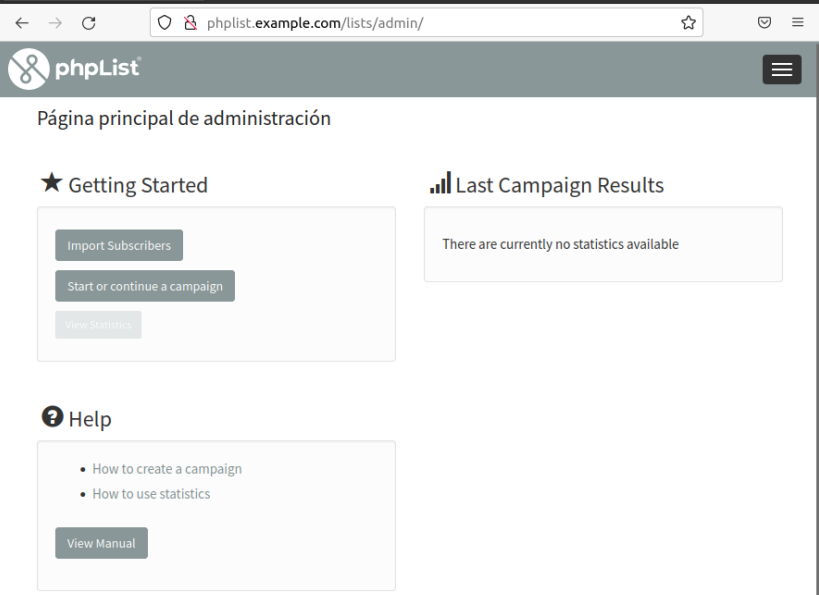 phplist.example.com/lists/admin/
phpList
Página principal de administración
Getting Started
Import Subscribers
Start or continue a campaign
View Statistics
Last Campaign Results
There are currently no statistics available
Help
How to create a campaign
How to use statistics
View Manual